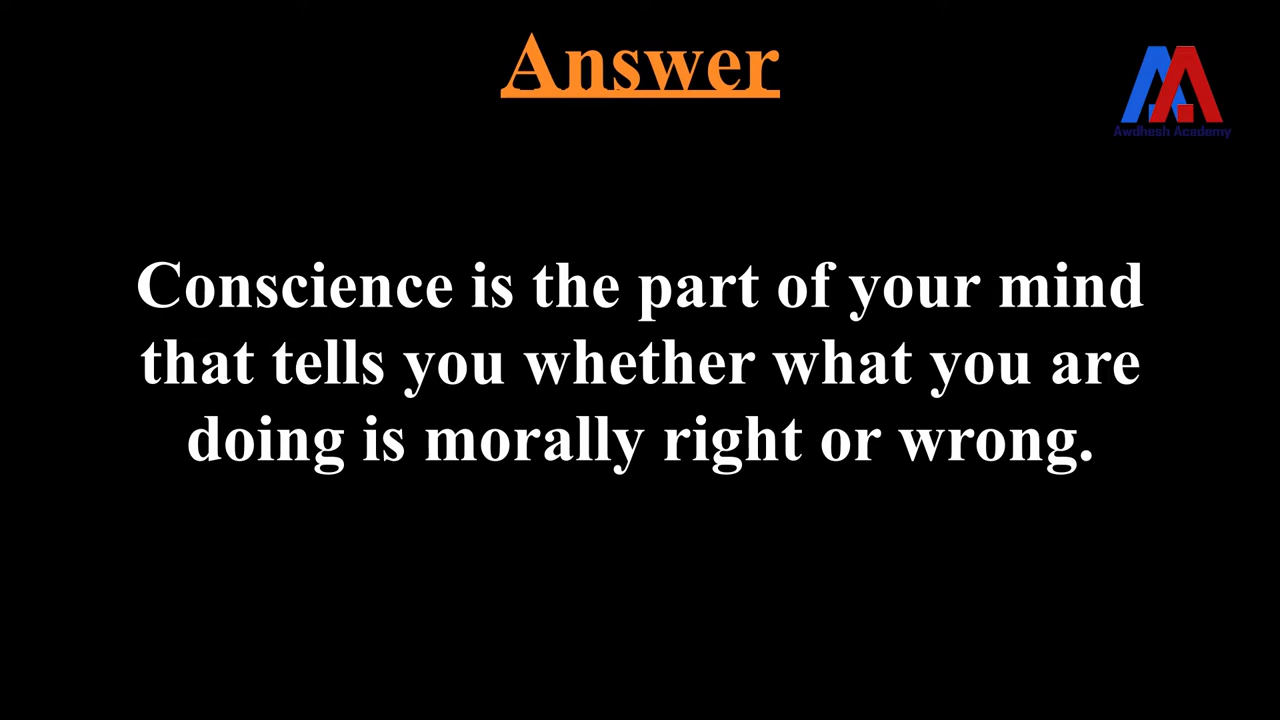 Answer
Awdhesh Academy
Conscience is the part of your mind
that tells you whether what you are
doing is morally right or wrong.